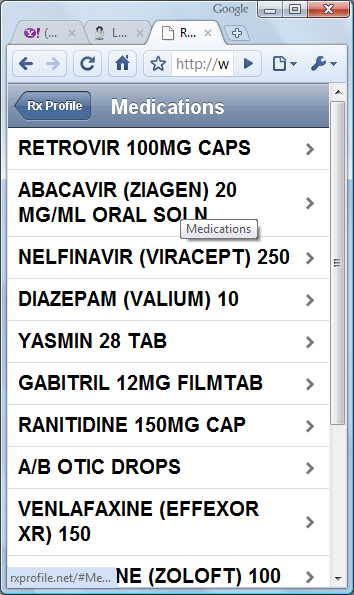 Google
Y! (
L
R
http://w
Rx Profile
Medications
RETROVIR 100MG CAPS
ABACAVIR (ZIAGEN) 20
MG/ML ORAL SOLN
Medications
NELFINAVIR (VIRACEPT) 250
DIAZEPAM (VALIUM) 10
YASMIN 28 TAB
GABITRIL 12MG FILMTAB
RANITIDINE 150MG CAP
A/B OTIC DROPS
VENLAFAXINE (EFFEXOR
XR) 150
NE (ZOLOFT) 100
rxprofile.net/#Me...